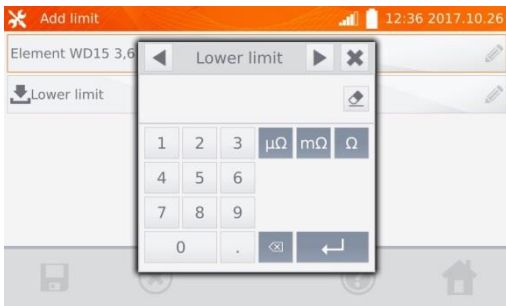 Add limit 12:36 2017.10.26
Element WD15 3,6
Lower limit
Lower limit
1 2 3 µΩ mΩ Ω
4 5 6
7 8 9
0 .